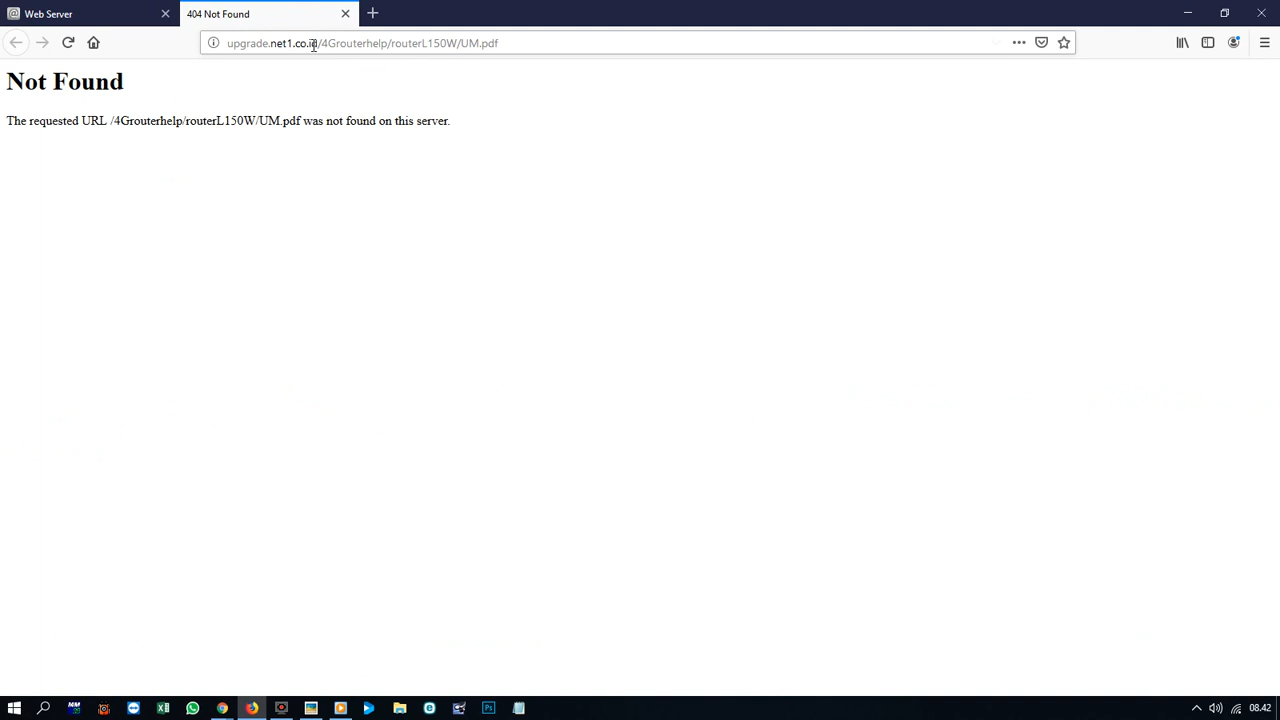 Web Server
404 Not Found
upgrade.net1.co.id/4Grouterhelp/routerL150W/UM.pdf
Not Found
The requested URL /4Grouterhelp/routerL150W/UM.pdf was not found on this server.
08.42